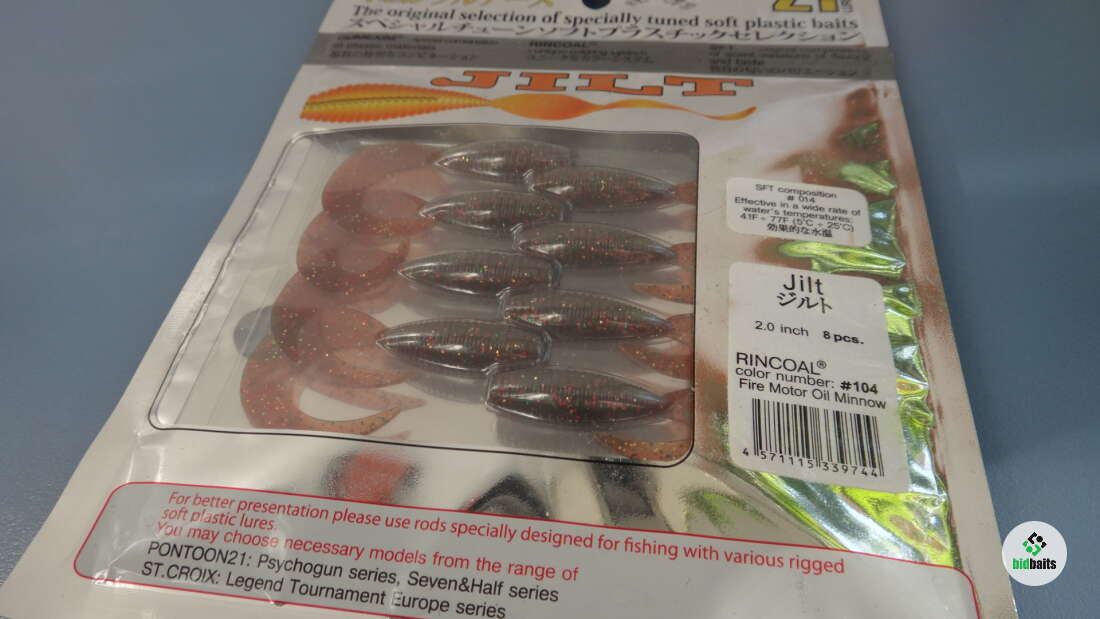 21
The original selection of specially tuned soft plastic baits
スペシャルチューンソフトプラスチックセレクション
RINCOAL®
JILT
SFT composition
# 014
Effective in a wide rate of
water's temperatures:
41F ÷ 77F (5°C ÷ 25°C)
効果的な水温
Jilt
ジルト
2.0 inch 8 pcs.
RINCOAL®
color number: #104
Fire Motor Oil Minnow
4 571115 339744
For better presentation please use rods specially designed for fishing with various rigged
soft plastic lures.
You may choose necessary models from the range of
PONTOON21: Psychogun series, Seven&Half series
ST.CROIX: Legend Tournament Europe series
bidbaits